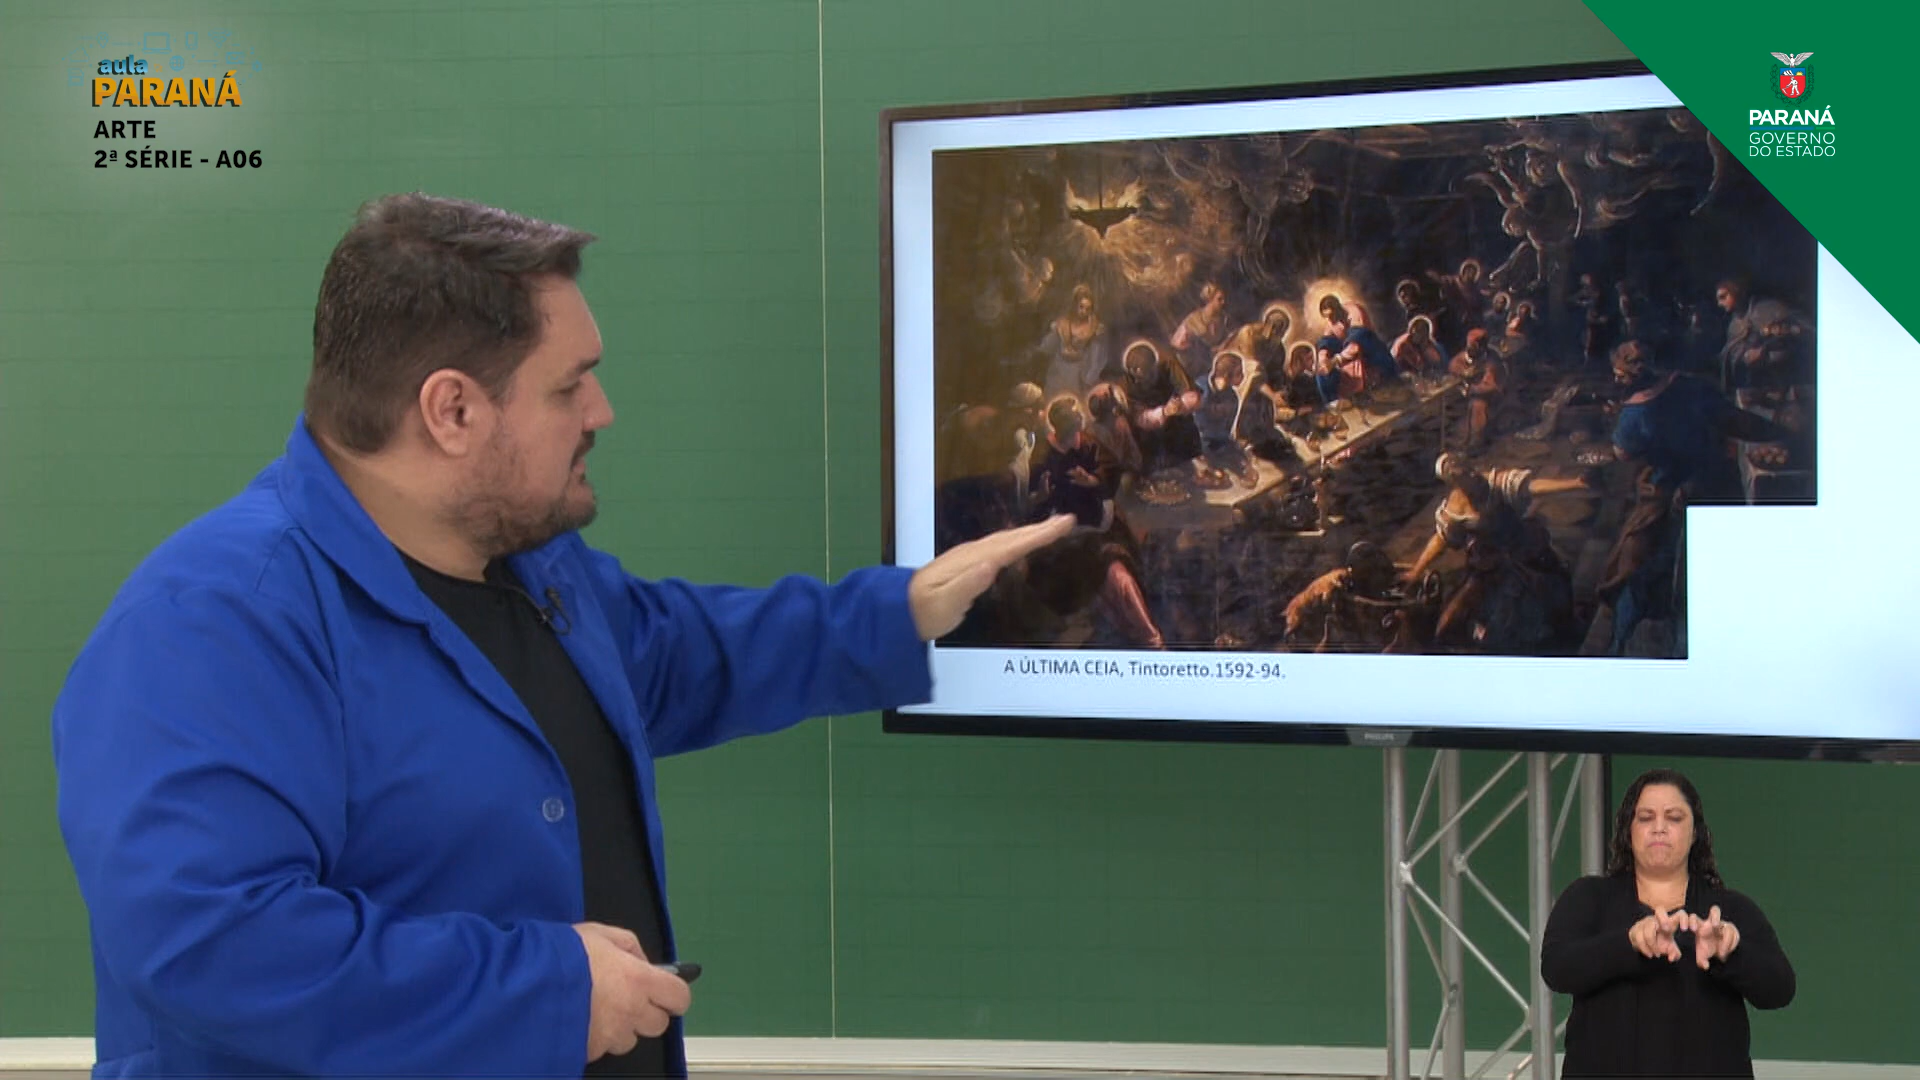 aula
PARANÁ
ARTE
2ª SÉRIE - A06
PARANÁ
GOVERNO
DO ESTADO
A ÚLTIMA CEIA, Tintoretto.1592-94.
PHILIPS